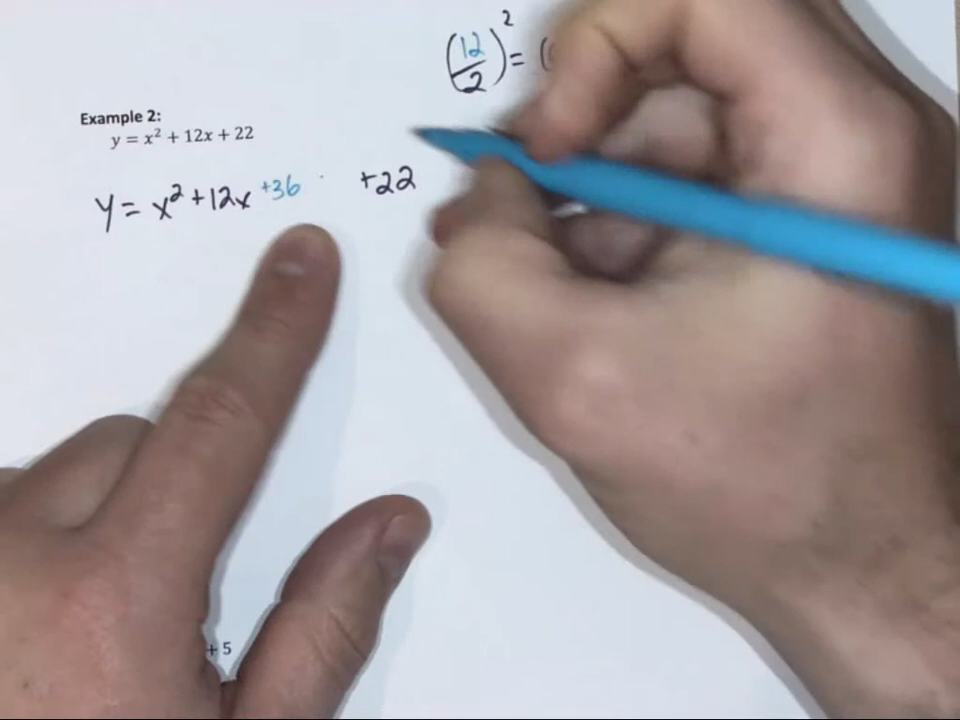 (12/2)² = (
Example 2:
y = x² + 12x + 22
y = x² + 12x +36 +22
+ 5